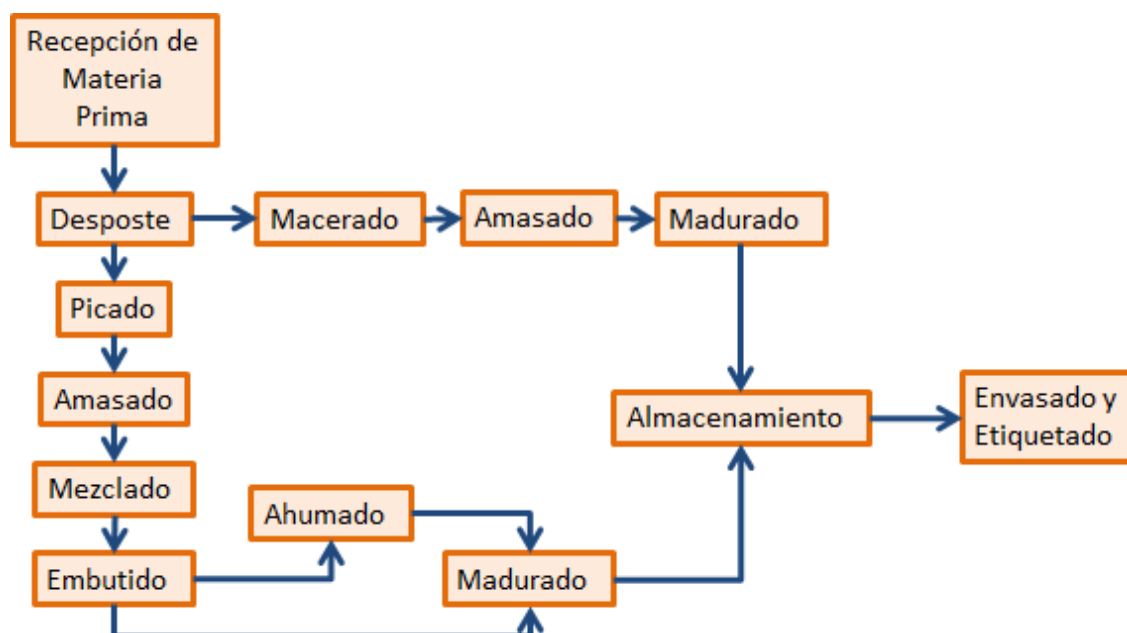 Recepción de
Materia
Prima
Desposte
Macerado
Amasado
Madurado
Picado
Amasado
Almacenamiento
Envasado y
Etiquetado
Mezclado
Ahumado
Embutido
Madurado